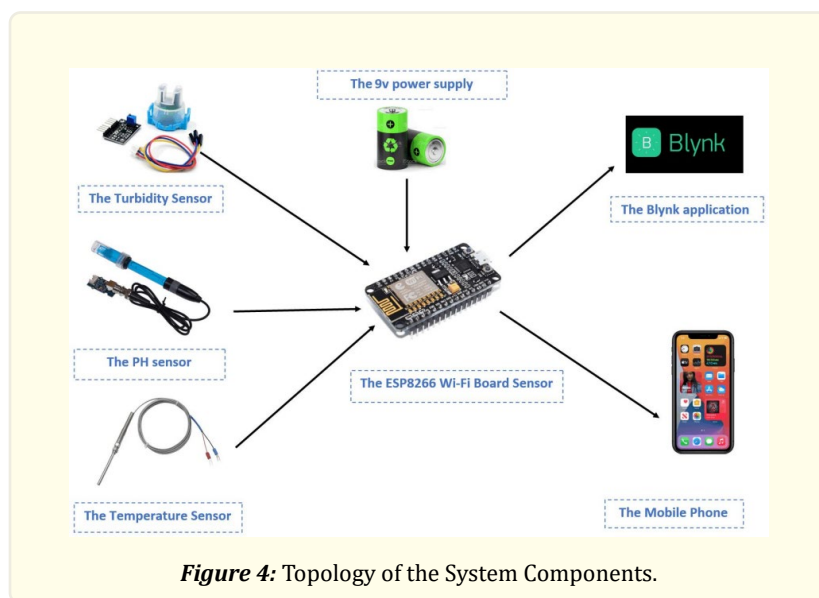 The 9v power supply
B Blynk
The Turbidity Sensor
The Blynk application
The PH sensor
The ESP8266 Wi-Fi Board Sensor
The Temperature Sensor
The Mobile Phone
Figure 4: Topology of the System Components.